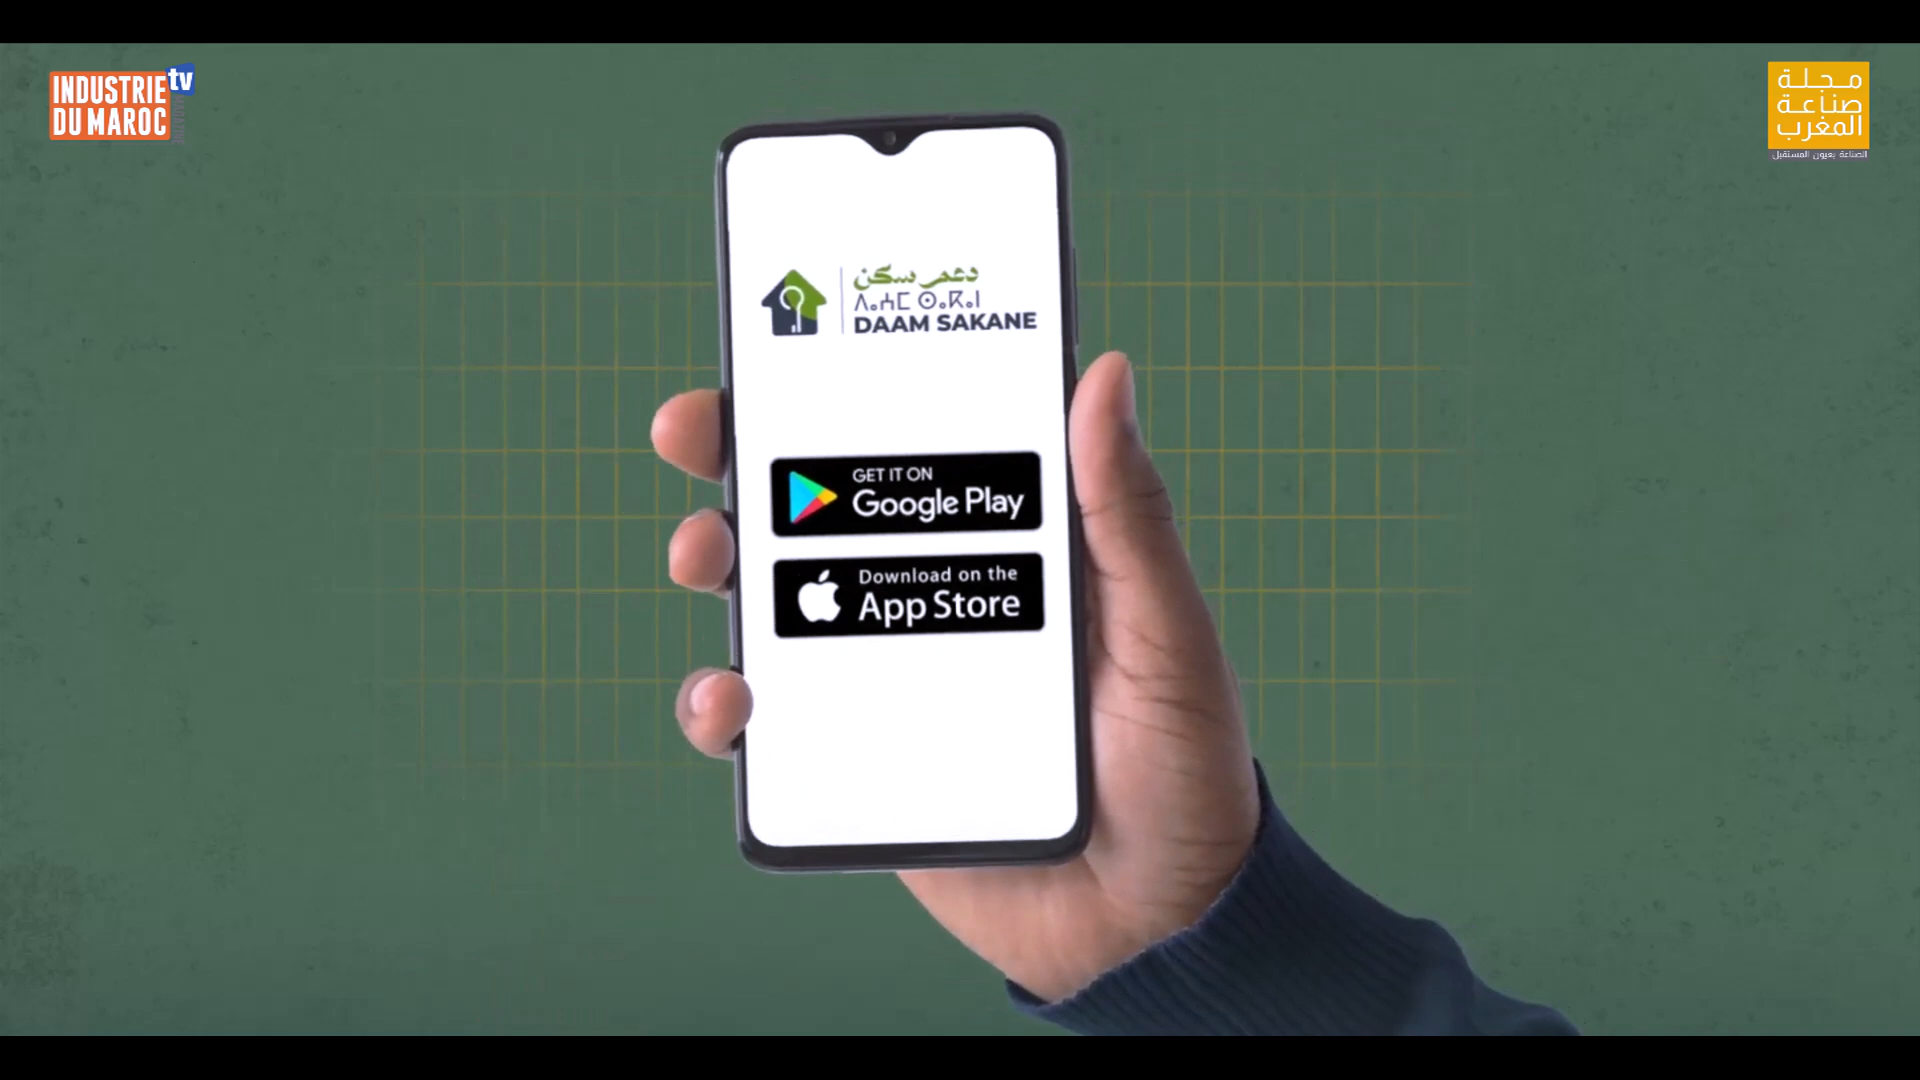 INDUSTRIE tv
DU MAROC
مجلة
صناعة
المغرب
الصناعة بعيون المستقبل
دعم سكن
ⴷⴰⵄⵎ ⵙⴰⴽⴰⵏ
DAAM SAKANE
GET IT ON
Google Play
Download on the
App Store